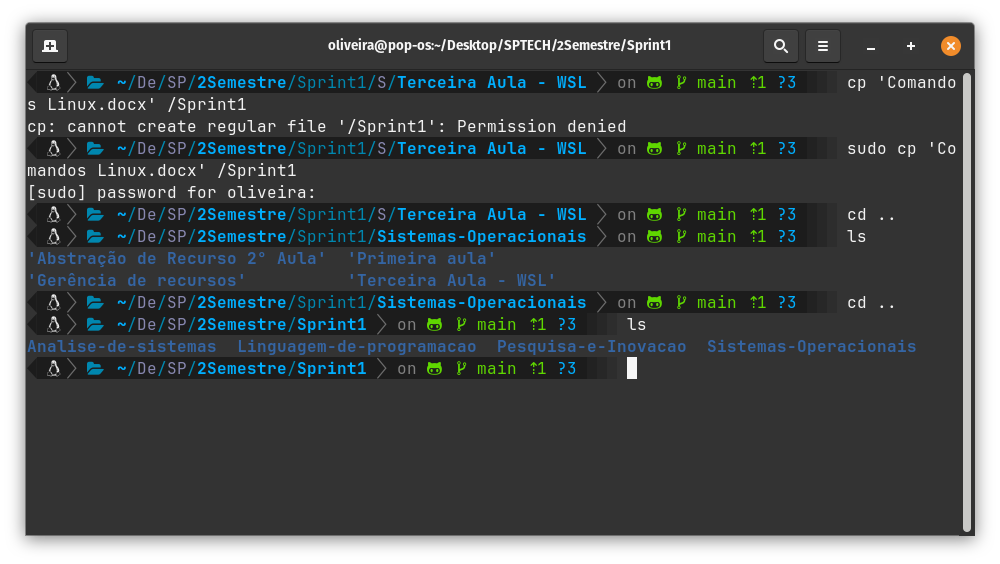 oliveira@pop-os:~/Desktop/SPTECH/2Semestre/Sprint1
~/De/SP/2Semestre/Sprint1/S/Terceira Aula - WSL on main ⇡1 ?3 cp 'Comando
s Linux.docx' /Sprint1
cp: cannot create regular file '/Sprint1': Permission denied
~/De/SP/2Semestre/Sprint1/S/Terceira Aula - WSL on main ⇡1 ?3 sudo cp 'Co
mandos Linux.docx' /Sprint1
[sudo] password for oliveira:
~/De/SP/2Semestre/Sprint1/S/Terceira Aula - WSL on main ⇡1 ?3 cd ..
~/De/SP/2Semestre/Sprint1/Sistemas-Operacionais on main ⇡1 ?3 ls
'Abstração de Recurso 2° Aula' 'Primeira aula'
'Gerência de recursos' 'Terceira Aula - WSL'
~/De/SP/2Semestre/Sprint1/Sistemas-Operacionais on main ⇡1 ?3 cd ..
~/De/SP/2Semestre/Sprint1 on main ⇡1 ?3 ls
Analise-de-sistemas Linguagem-de-programacao Pesquisa-e-Inovacao Sistemas-Operacionais
~/De/SP/2Semestre/Sprint1 on main ⇡1 ?3